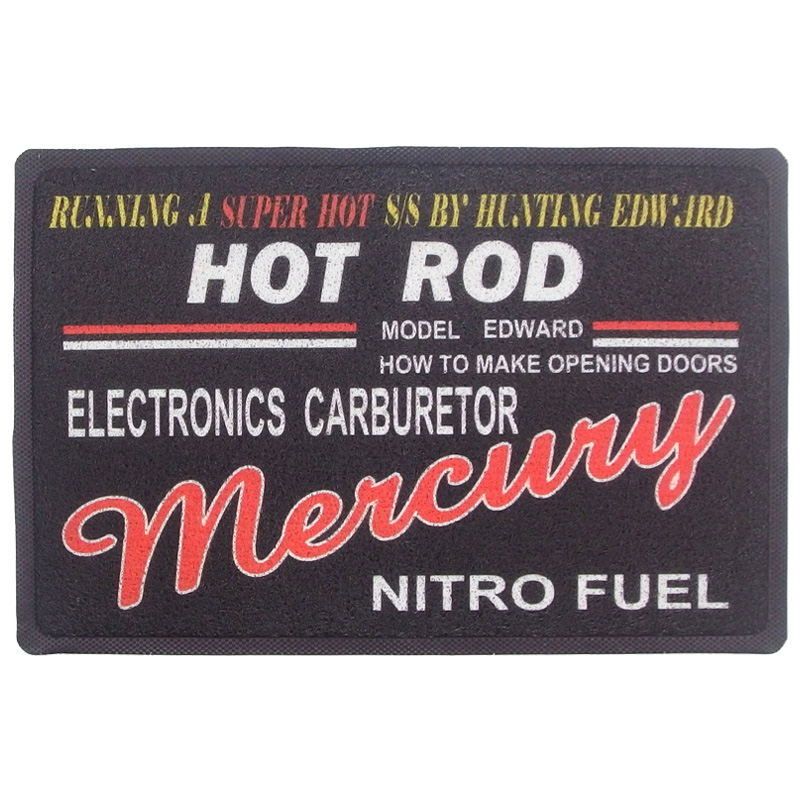 RUNNING A SUPER HOT S/S BY HUNTING EDWARD
HOT ROD
MODEL EDWARD
HOW TO MAKE OPENING DOORS
ELECTRONICS CARBURETOR
Mercury
NITRO FUEL